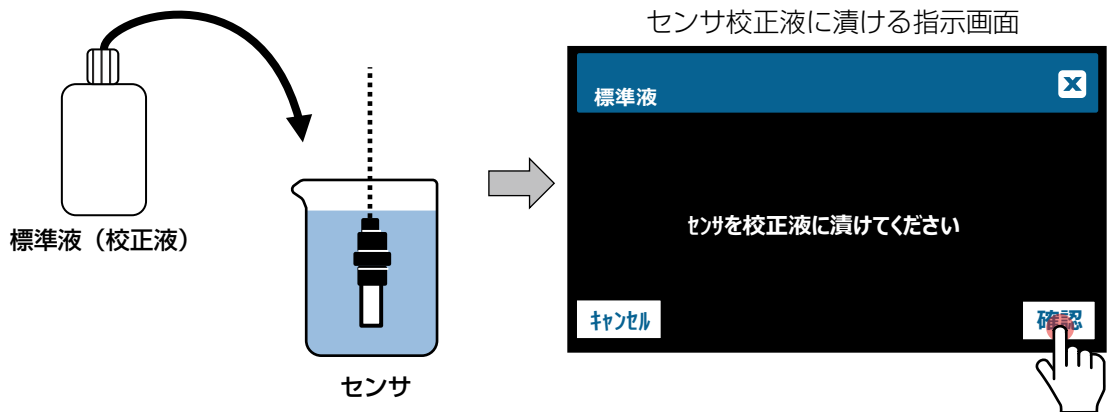 センサ校正液に漬ける指示画面
標準液
X
標準液（校正液）
ｾﾝｻを校正液に漬けてください
ｷｬﾝｾﾙ
確認
センサ